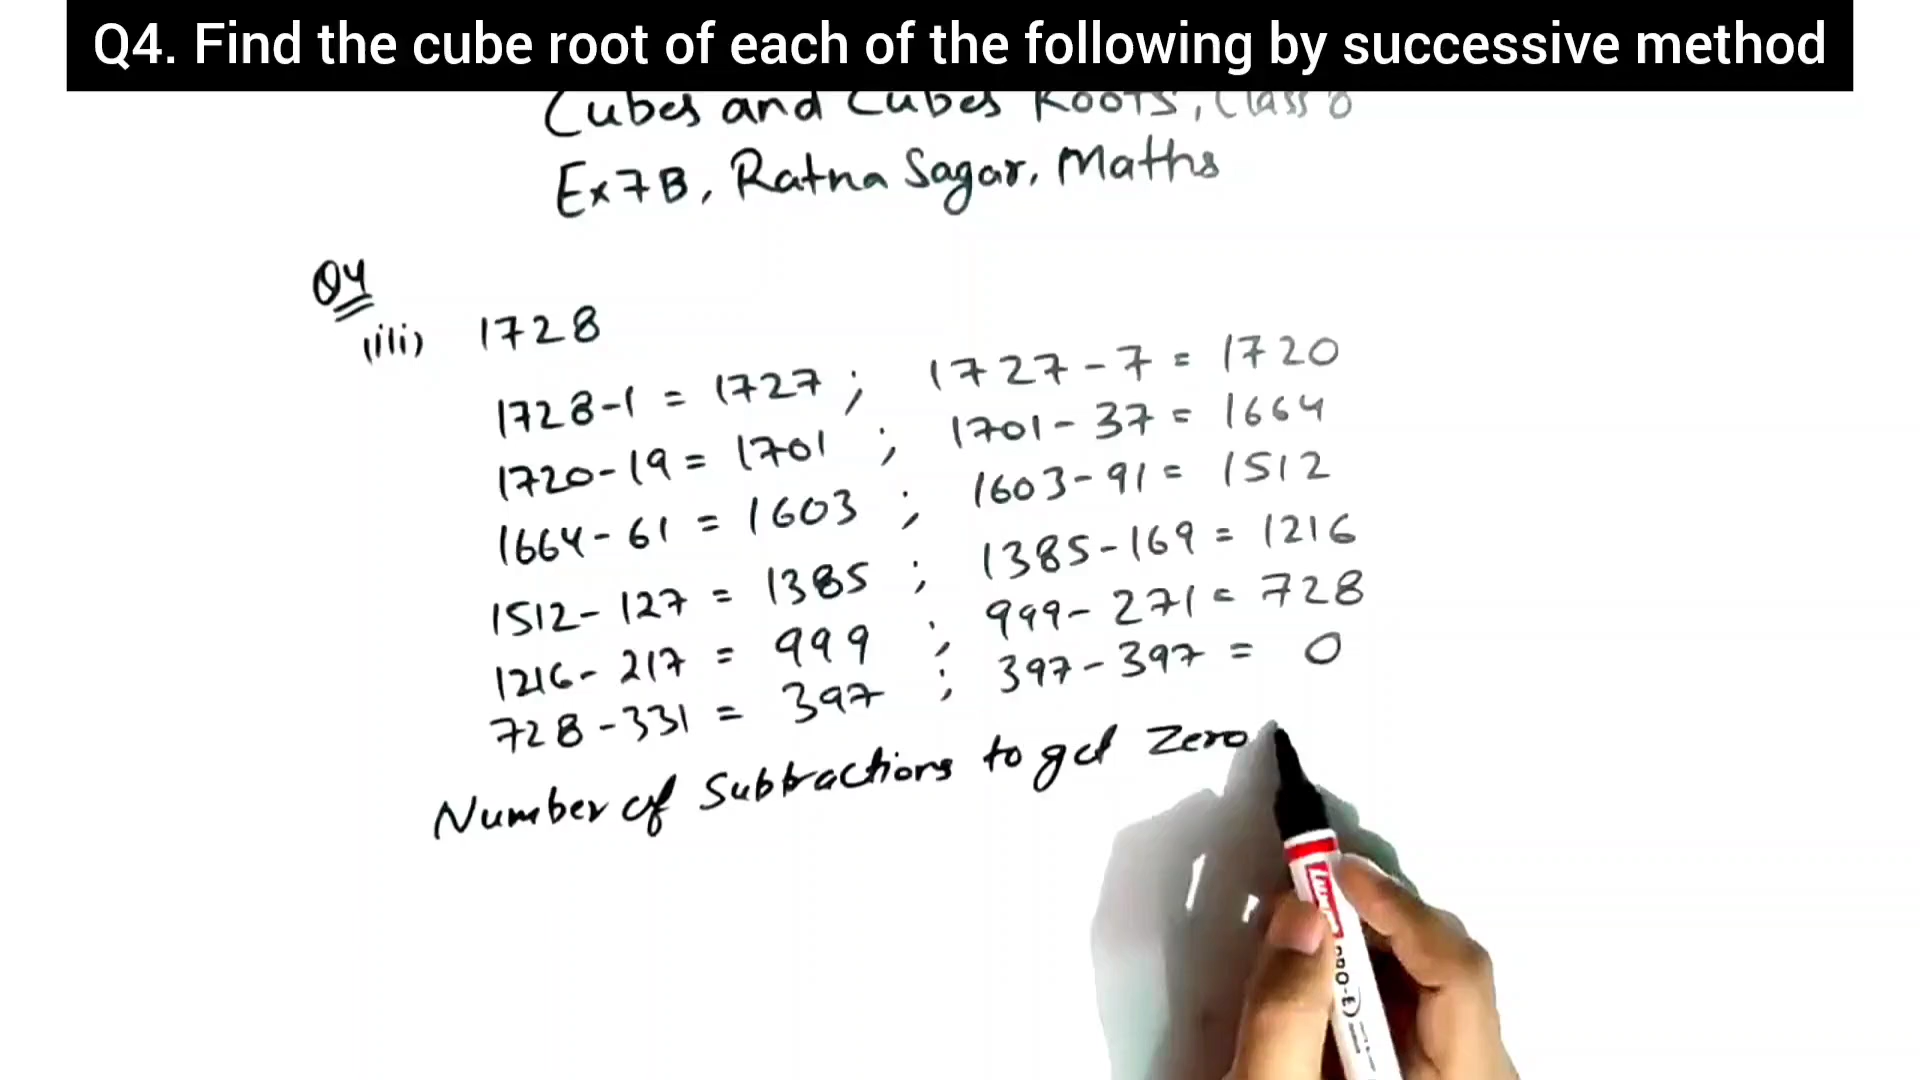 Q4. Find the cube root of each of the following by successive method
Cubes and Cubes Roots, Class 8
Ex7B, Ratna Sagar, Maths
Q4
(iii) 1728
1728-1 = 1727 ; 1727-7 = 1720
1720-19 = 1701 ; 1701-37 = 1664
1664-61 = 1603 ; 1603-91 = 1512
1512-127 = 1385 ; 1385-169 = 1216
1216-217 = 999 ; 999-271 = 728
728-331 = 397 ; 397-397 = 0
Number of Subtractions to get Zero